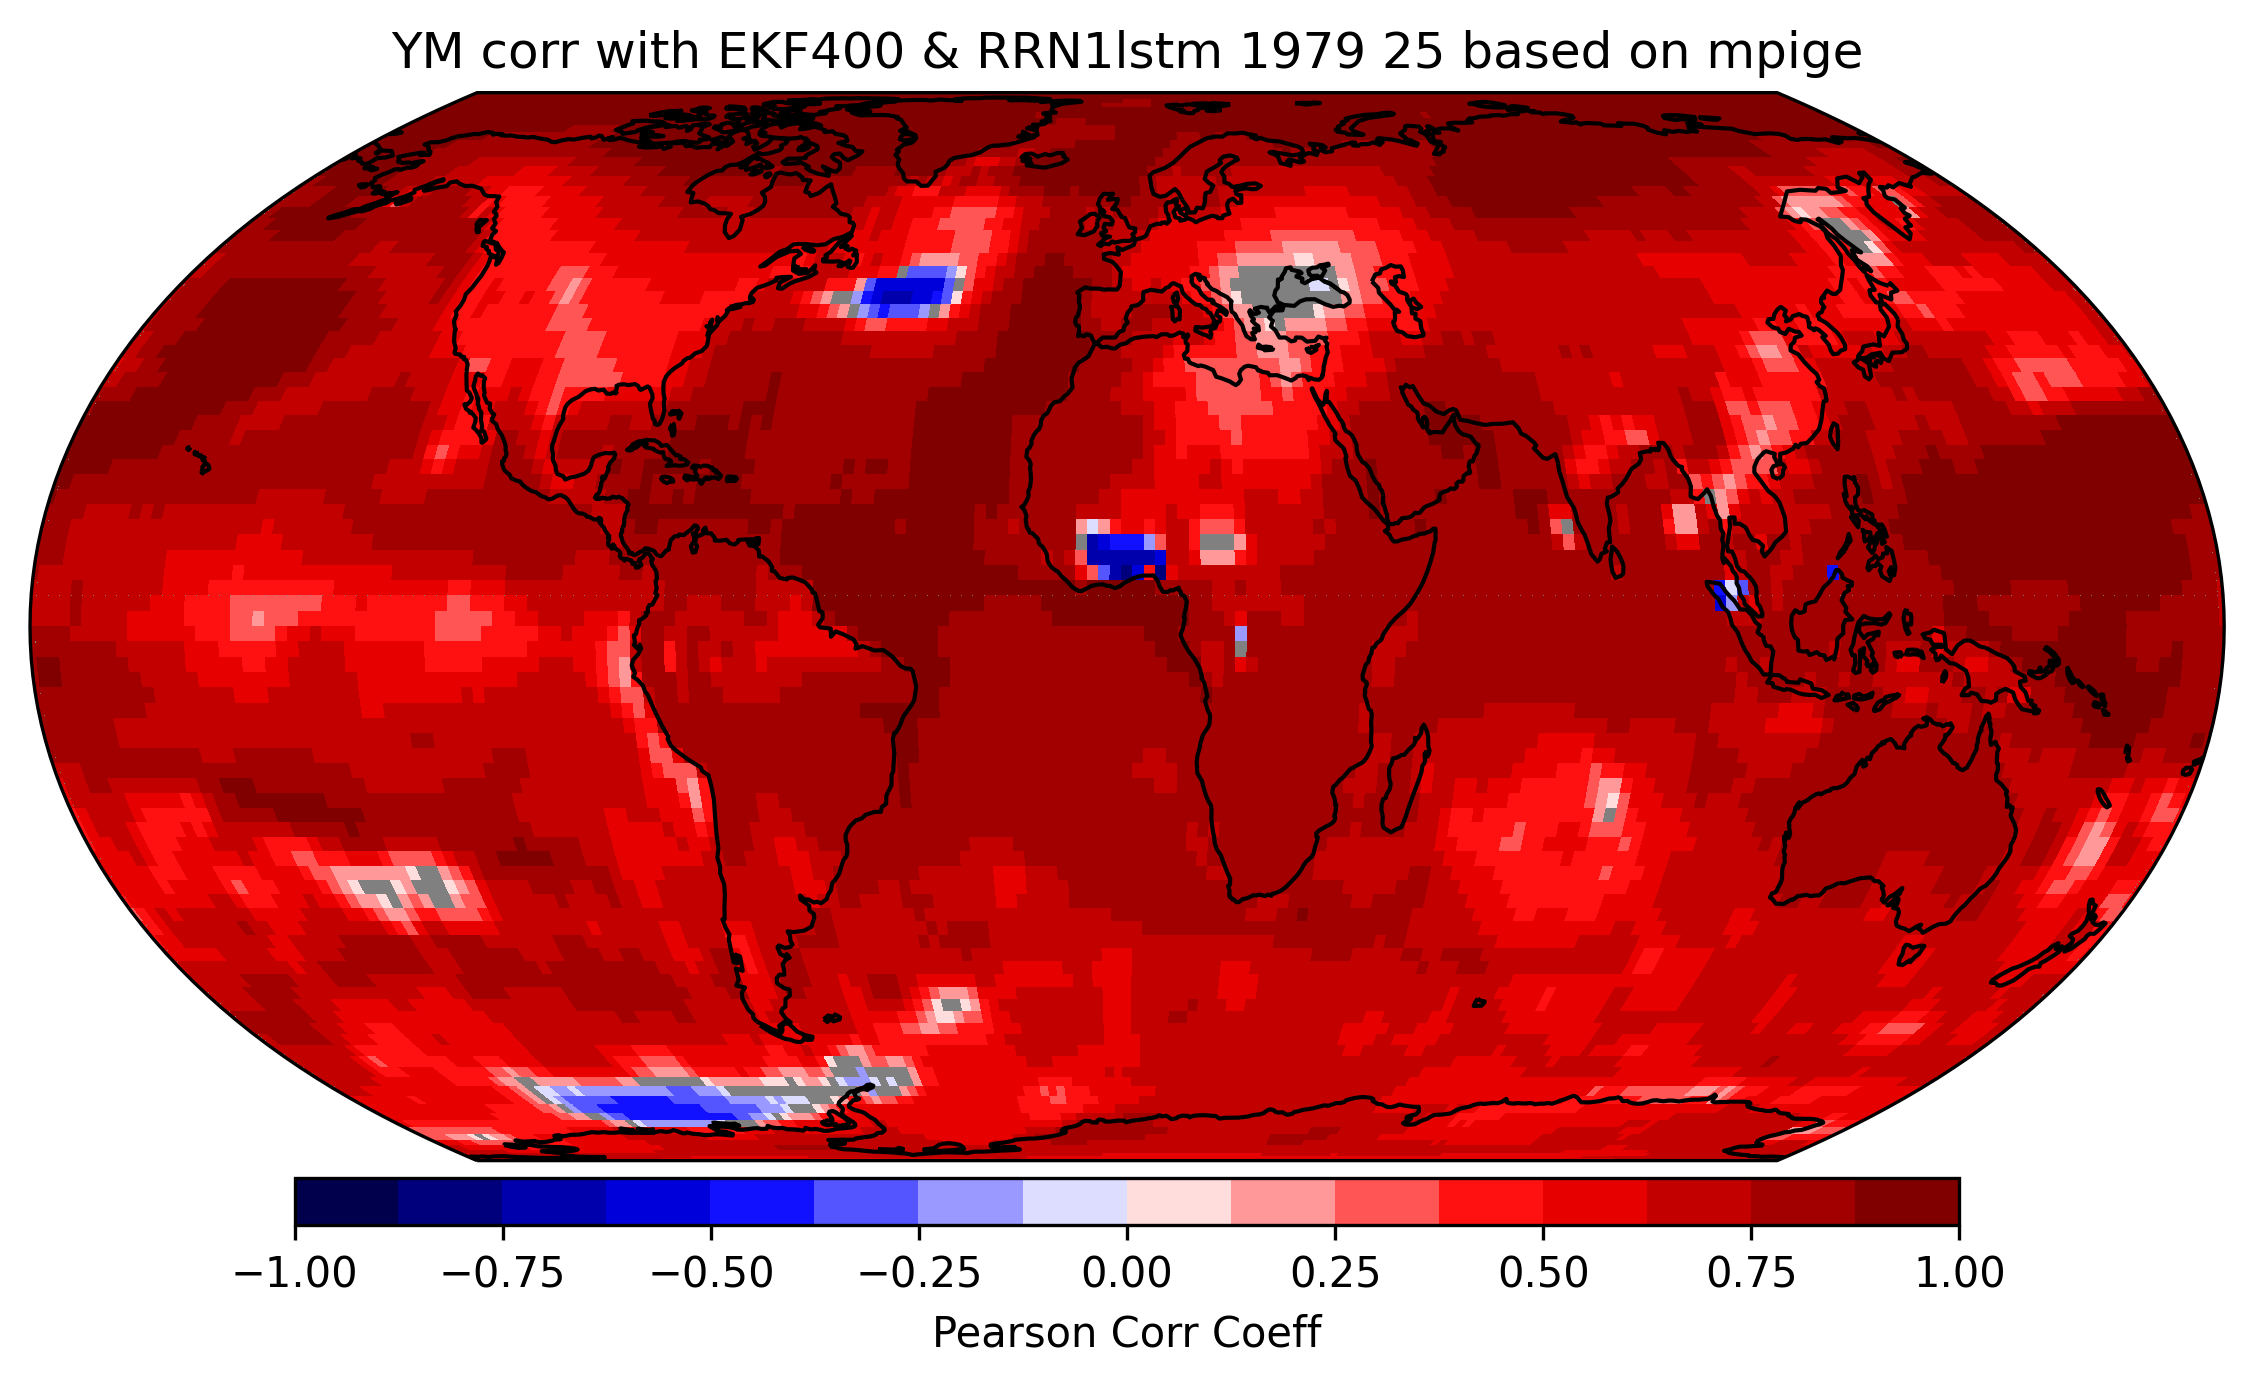 YM corr with EKF400 & RRN1lstm 1979 25 based on mpige
−1.00 −0.75 −0.50 −0.25 0.00 0.25 0.50 0.75 1.00
Pearson Corr Coeff